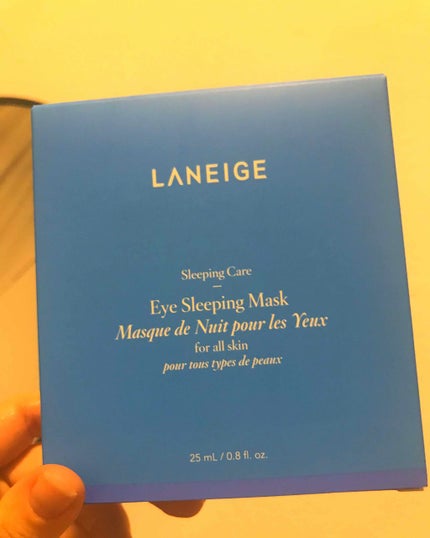 LANEIGE
Sleeping Care
Eye Sleeping Mask
Masque de Nuit pour les Yeux
for all skin
pour tous types de peaux
25 mL / 0.8 fl. oz.